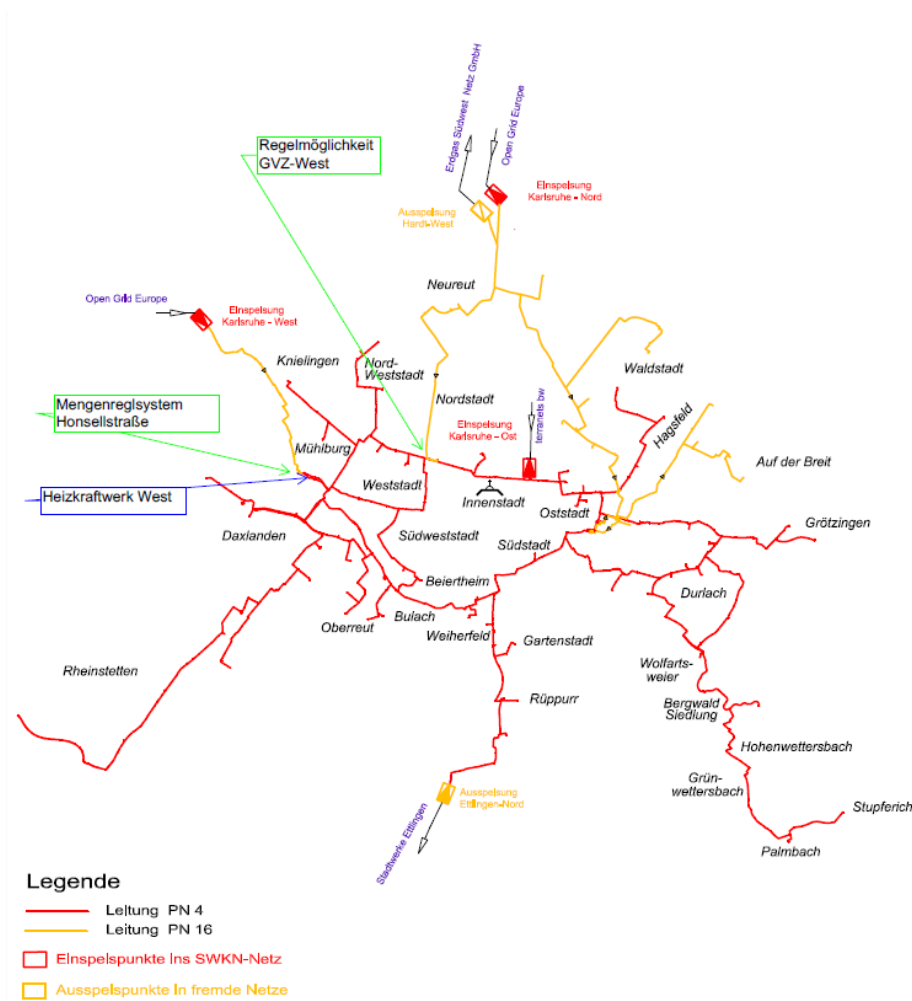 Erdgas Südwest Netz GmbH
Open Grid Europe
Regelmöglichkeit
GVZ-West
Einspeisung
Karlsruhe - Nord
Ausspeisung
Hardt-West
Neureut
Open Grid Europe
Einspeisung
Karlsruhe - West
Knielingen
Nord-
Weststadt
Waldstadt
Mengenreglsystem
Honsellstraße
Nordstadt
Einspeisung
Karlsruhe - Ost
terranets bw
Hagsfeld
Mühlburg
Auf der Breit
Heizkraftwerk West
Weststadt
Innenstadt
Oststadt
Grötzingen
Daxlanden
Südweststadt
Südstadt
Beiertheim
Durlach
Oberreut
Bulach
Weiherfeld
Gartenstadt
Rheinstetten
Wolfarts-
weier
Rüppurr
Bergwald
Siedlung
Hohenwettersbach
Grün-
wettersbach
Ausspeisung
Ettlingen-Nord
Stupferich
Stadtwerke Ettlingen
Palmbach
Legende
Leitung PN 4
Leitung PN 16
Einspeispunkte ins SWKN-Netz
Ausspeispunkte in fremde Netze